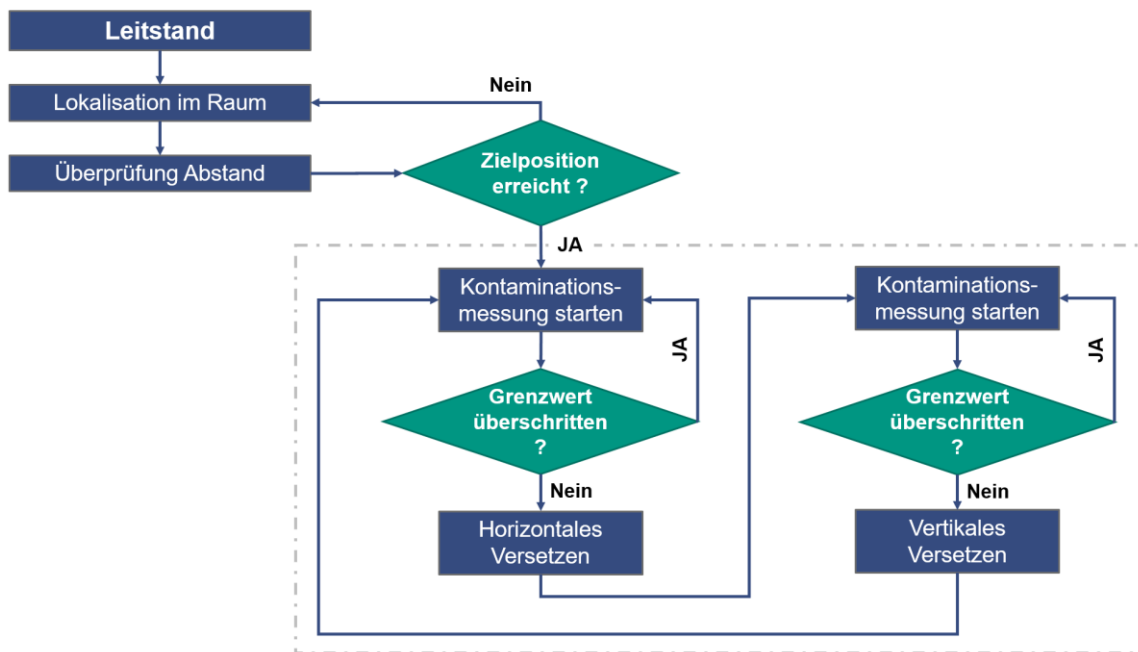 Leitstand
Lokalisation im Raum
Überprüfung Abstand
Nein
Zielposition
erreicht ?
JA
Kontaminations-
messung starten
JA
Grenzwert
überschritten
?
Nein
Horizontales
Versetzen
Kontaminations-
messung starten
JA
Grenzwert
überschritten
?
Nein
Vertikales
Versetzen